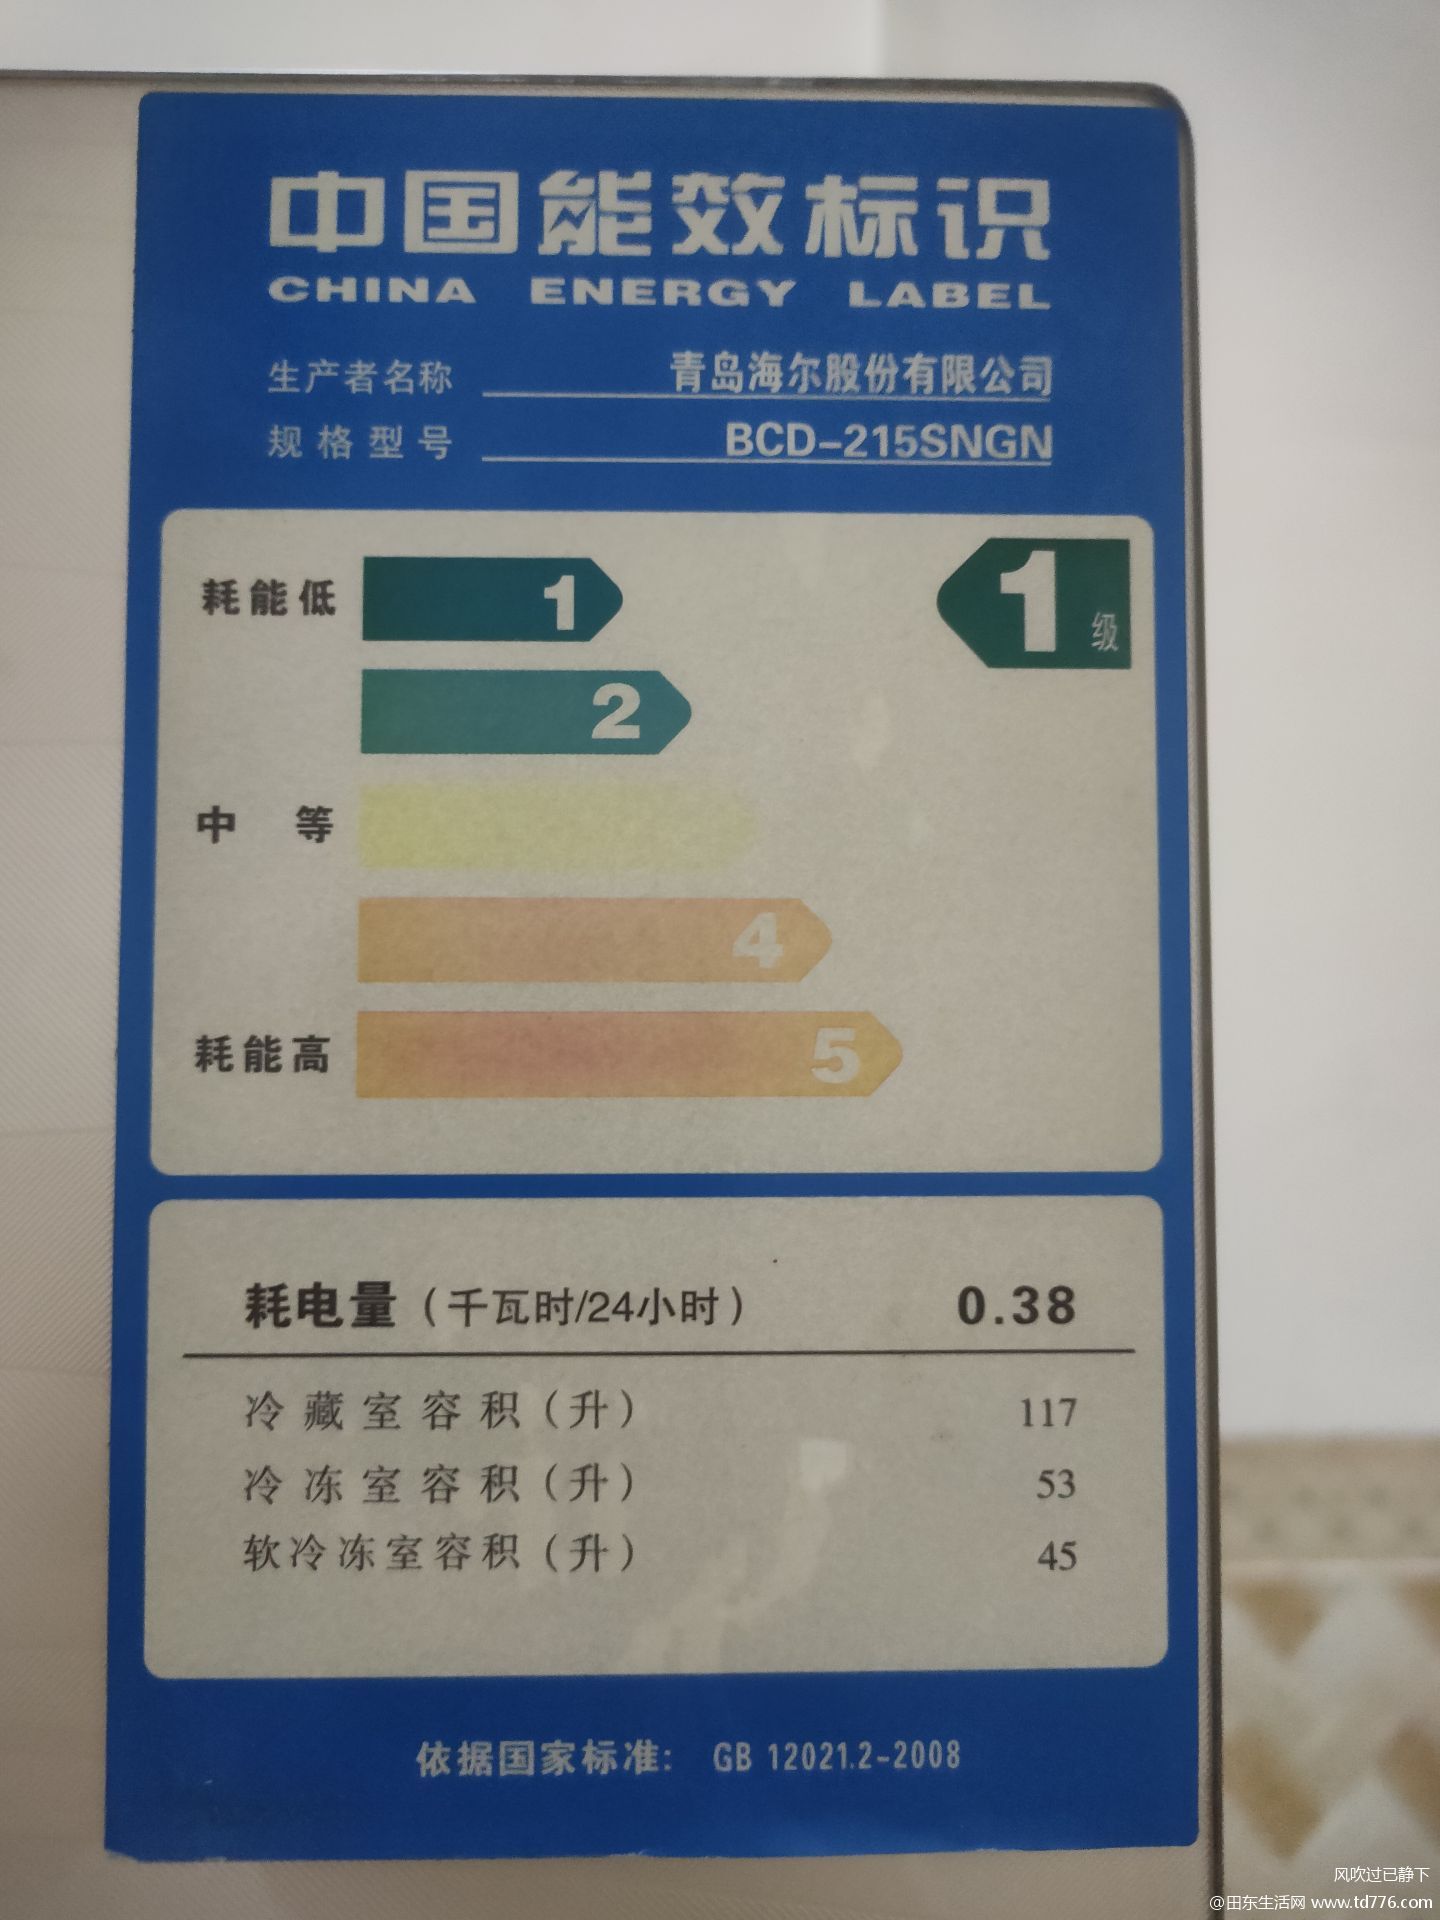 中国能效标识
CHINA ENERGY LABEL
生产者名称 青岛海尔股份有限公司
规格型号 BCD-215SNGN
耗能低 1 1级
2
中等
4
耗能高 5
耗电量（千瓦时/24小时） 0.38
冷藏室容积（升） 117
冷冻室容积（升） 53
软冷冻室容积（升） 45
依据国家标准: GB 12021.2-2008
风吹过已静下
@田东生活网 www.td776.com